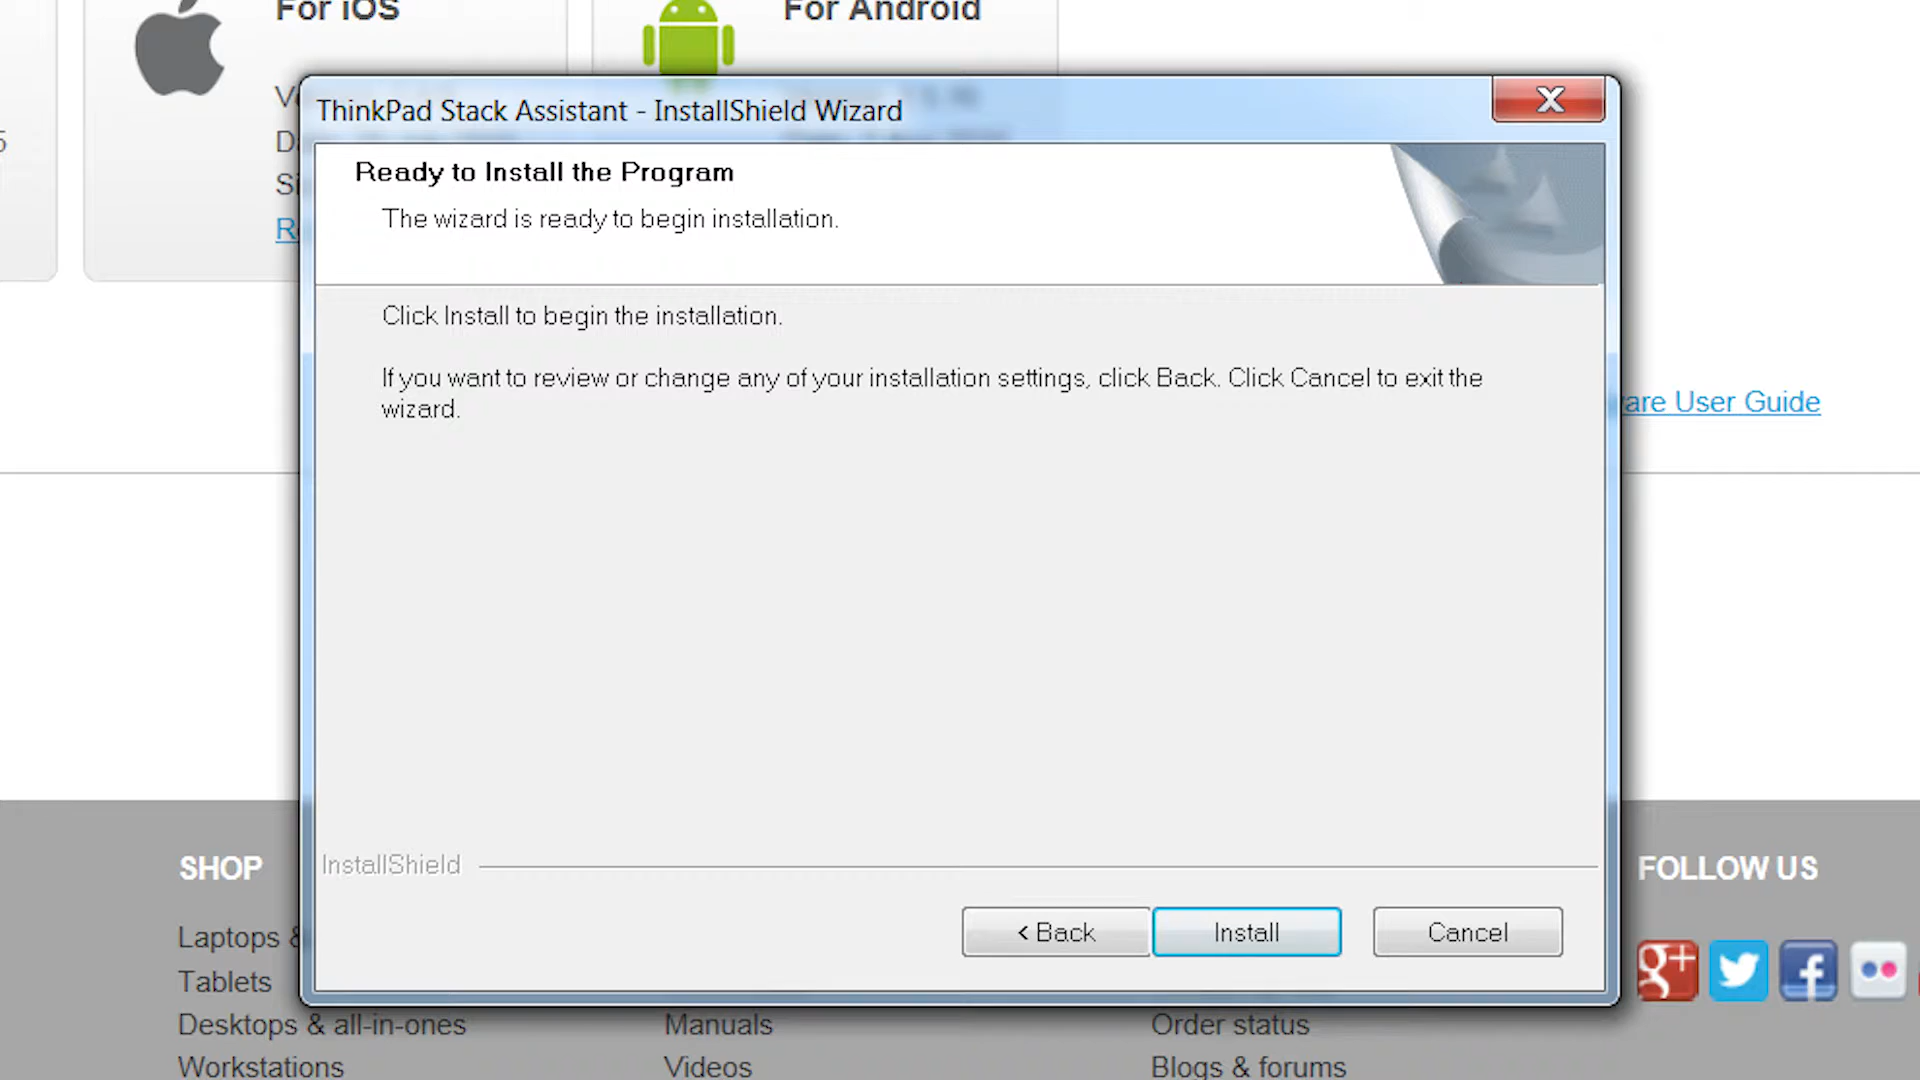 For iOS
For Android
ThinkPad Stack Assistant - InstallShield Wizard
Ready to Install the Program
The wizard is ready to begin installation.
Click Install to begin the installation.
If you want to review or change any of your installation settings, click Back. Click Cancel to exit the
wizard.
User Guide
InstallShield
< Back
Install
Cancel
SHOP
FOLLOW US
Laptops &
Tablets
Desktops & all-in-ones
Manuals
Order status
Workstations
Videos
Blogs & forums